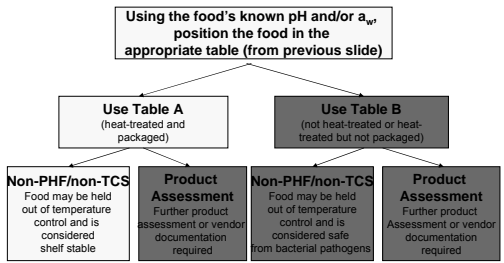 Using the food's known pH and/or aw,
position the food in the
appropriate table (from previous slide)
Use Table A
(heat-treated and
packaged)
Use Table B
(not heat-treated or heat-
treated but not packaged)
Non-PHF/non-TCS
Food may be held
out of temperature
control and is
considered
shelf stable
Product
Assessment
Further product
assessment or vendor
documentation
required
Non-PHF/non-TCS
Food may be held
out of temperature
control and is
considered safe
from bacterial pathogens
Product
Assessment
Further product
Assessment or vendor
documentation
required